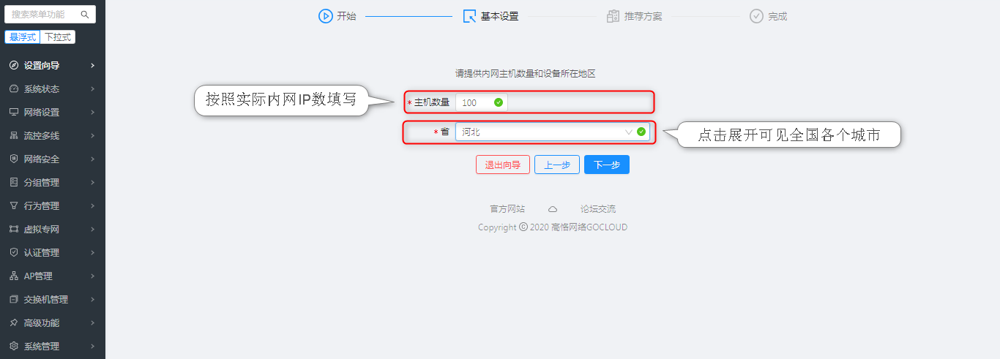 搜索菜单功能
悬浮式 下拉式
设置向导
系统状态
网络设置
流控多线
网络安全
分组管理
行为管理
虚拟专网
认证管理
AP管理
交换机管理
高级功能
系统管理
开始 基本设置 推荐方案 完成
请提供内网主机数量和设备所在地区
按照实际内网IP数填写
* 主机数量 100
* 省 河北
点击展开可见全国各个城市
退出向导 上一步 下一步
官方网站 论坛交流
Copyright © 2020 高恪网络GOCLOUD